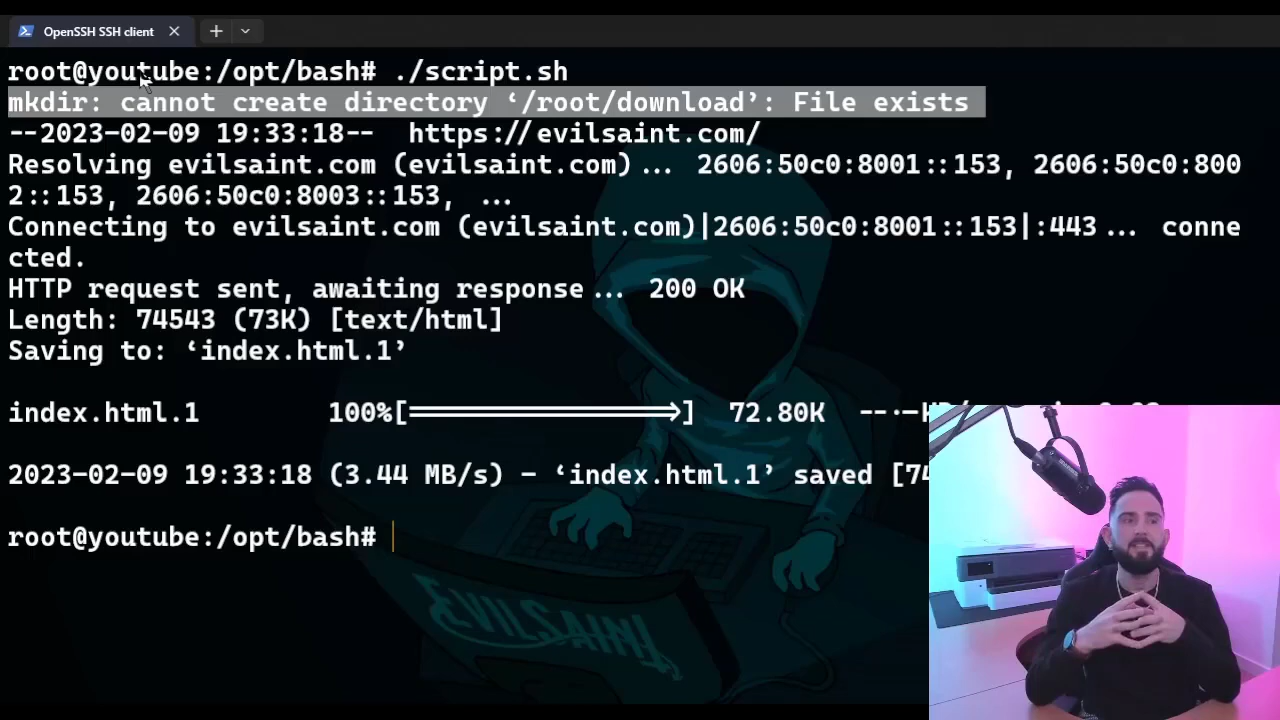 OpenSSH SSH client
root@youtube:/opt/bash# ./script.sh
mkdir: cannot create directory ‘/root/download’: File exists
--2023-02-09 19:33:18-- https://evilsaint.com/
Resolving evilsaint.com (evilsaint.com)... 2606:50c0:8001::153, 2606:50c0:800
2::153, 2606:50c0:8003::153, ...
Connecting to evilsaint.com (evilsaint.com)|2606:50c0:8001::153|:443... conne
cted.
HTTP request sent, awaiting response... 200 OK
Length: 74543 (73K) [text/html]
Saving to: ‘index.html.1’
index.html.1 100%[===================>] 72.80K --.-K
2023-02-09 19:33:18 (3.44 MB/s) - ‘index.html.1’ saved [74
root@youtube:/opt/bash#
EVILSAINT